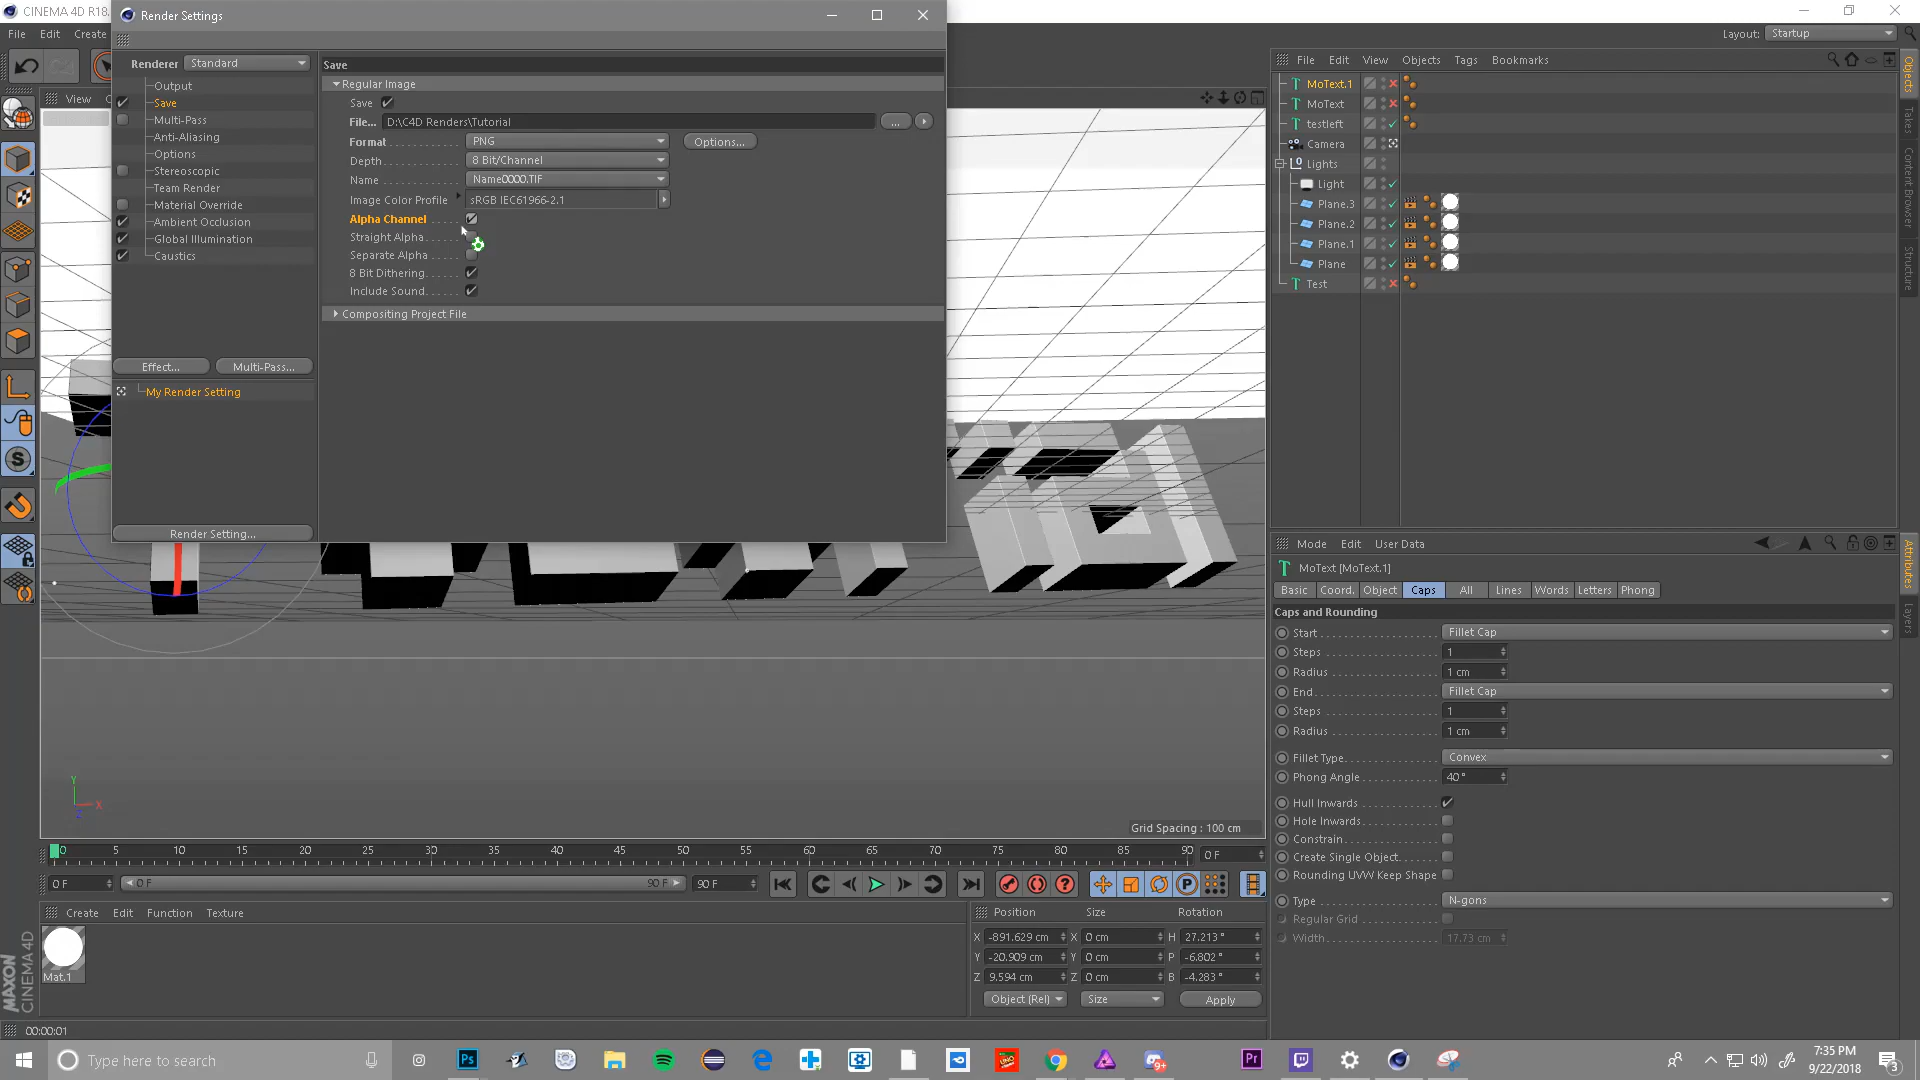 CINEMA 4D R18.
Render Settings
File Edit Create
Layout: Startup
Renderer Standard
Save
File Edit View Objects Tags Bookmarks
Output
Regular Image
MoText.1
View
Save
Save
MoText
Multi-Pass
File... D:\C4D Renders\Tutorial ...
testleft
Anti-Aliasing
Format PNG Options...
Camera
Options
Depth 8 Bit/Channel
Lights
Stereoscopic
Name Name0000.TIF
Light
Team Render
Image Color Profile sRGB IEC61966-2.1
Plane.3
Material Override
Alpha Channel
Plane.2
Ambient Occlusion
Straight Alpha
Plane.1
Global Illumination
Separate Alpha
Plane
Caustics
8 Bit Dithering
Test
Include Sound
Compositing Project File
Effect... Multi-Pass...
My Render Setting
Render Setting...
Objects
Takes
Content Browser
Structure
Mode Edit User Data
MoText [MoText.1]
Basic Coord. Object Caps All Lines Words Letters Phong
Caps and Rounding
Start Fillet Cap
Steps 1
Radius 1 cm
End Fillet Cap
Steps 1
Radius 1 cm
Fillet Type Convex
Phong Angle 40 °
Hull Inwards
Hole Inwards
Constrain
Create Single Object
Rounding UVW Keep Shape
Type N-gons
Regular Grid
Width 17.73 cm
Attributes
Layers
Y
X
Z
Grid Spacing : 100 cm
0 5 10 15 20 25 30 35 40 45 50 55 60 65 70 75 80 85 90 0 F
0 F 0 F 90 F 90 F
Create Edit Function Texture
Mat.1
MAXON
CINEMA 4D
Position Size Rotation
X -891.629 cm X 0 cm H 27.213 °
Y -20.909 cm Y 0 cm P -6.802 °
Z 9.594 cm Z 0 cm B -4.283 °
Object (Rel) Size Apply
00:00:01
Type here to search
Ps
Pr
9+
7:35 PM
9/22/2018
3